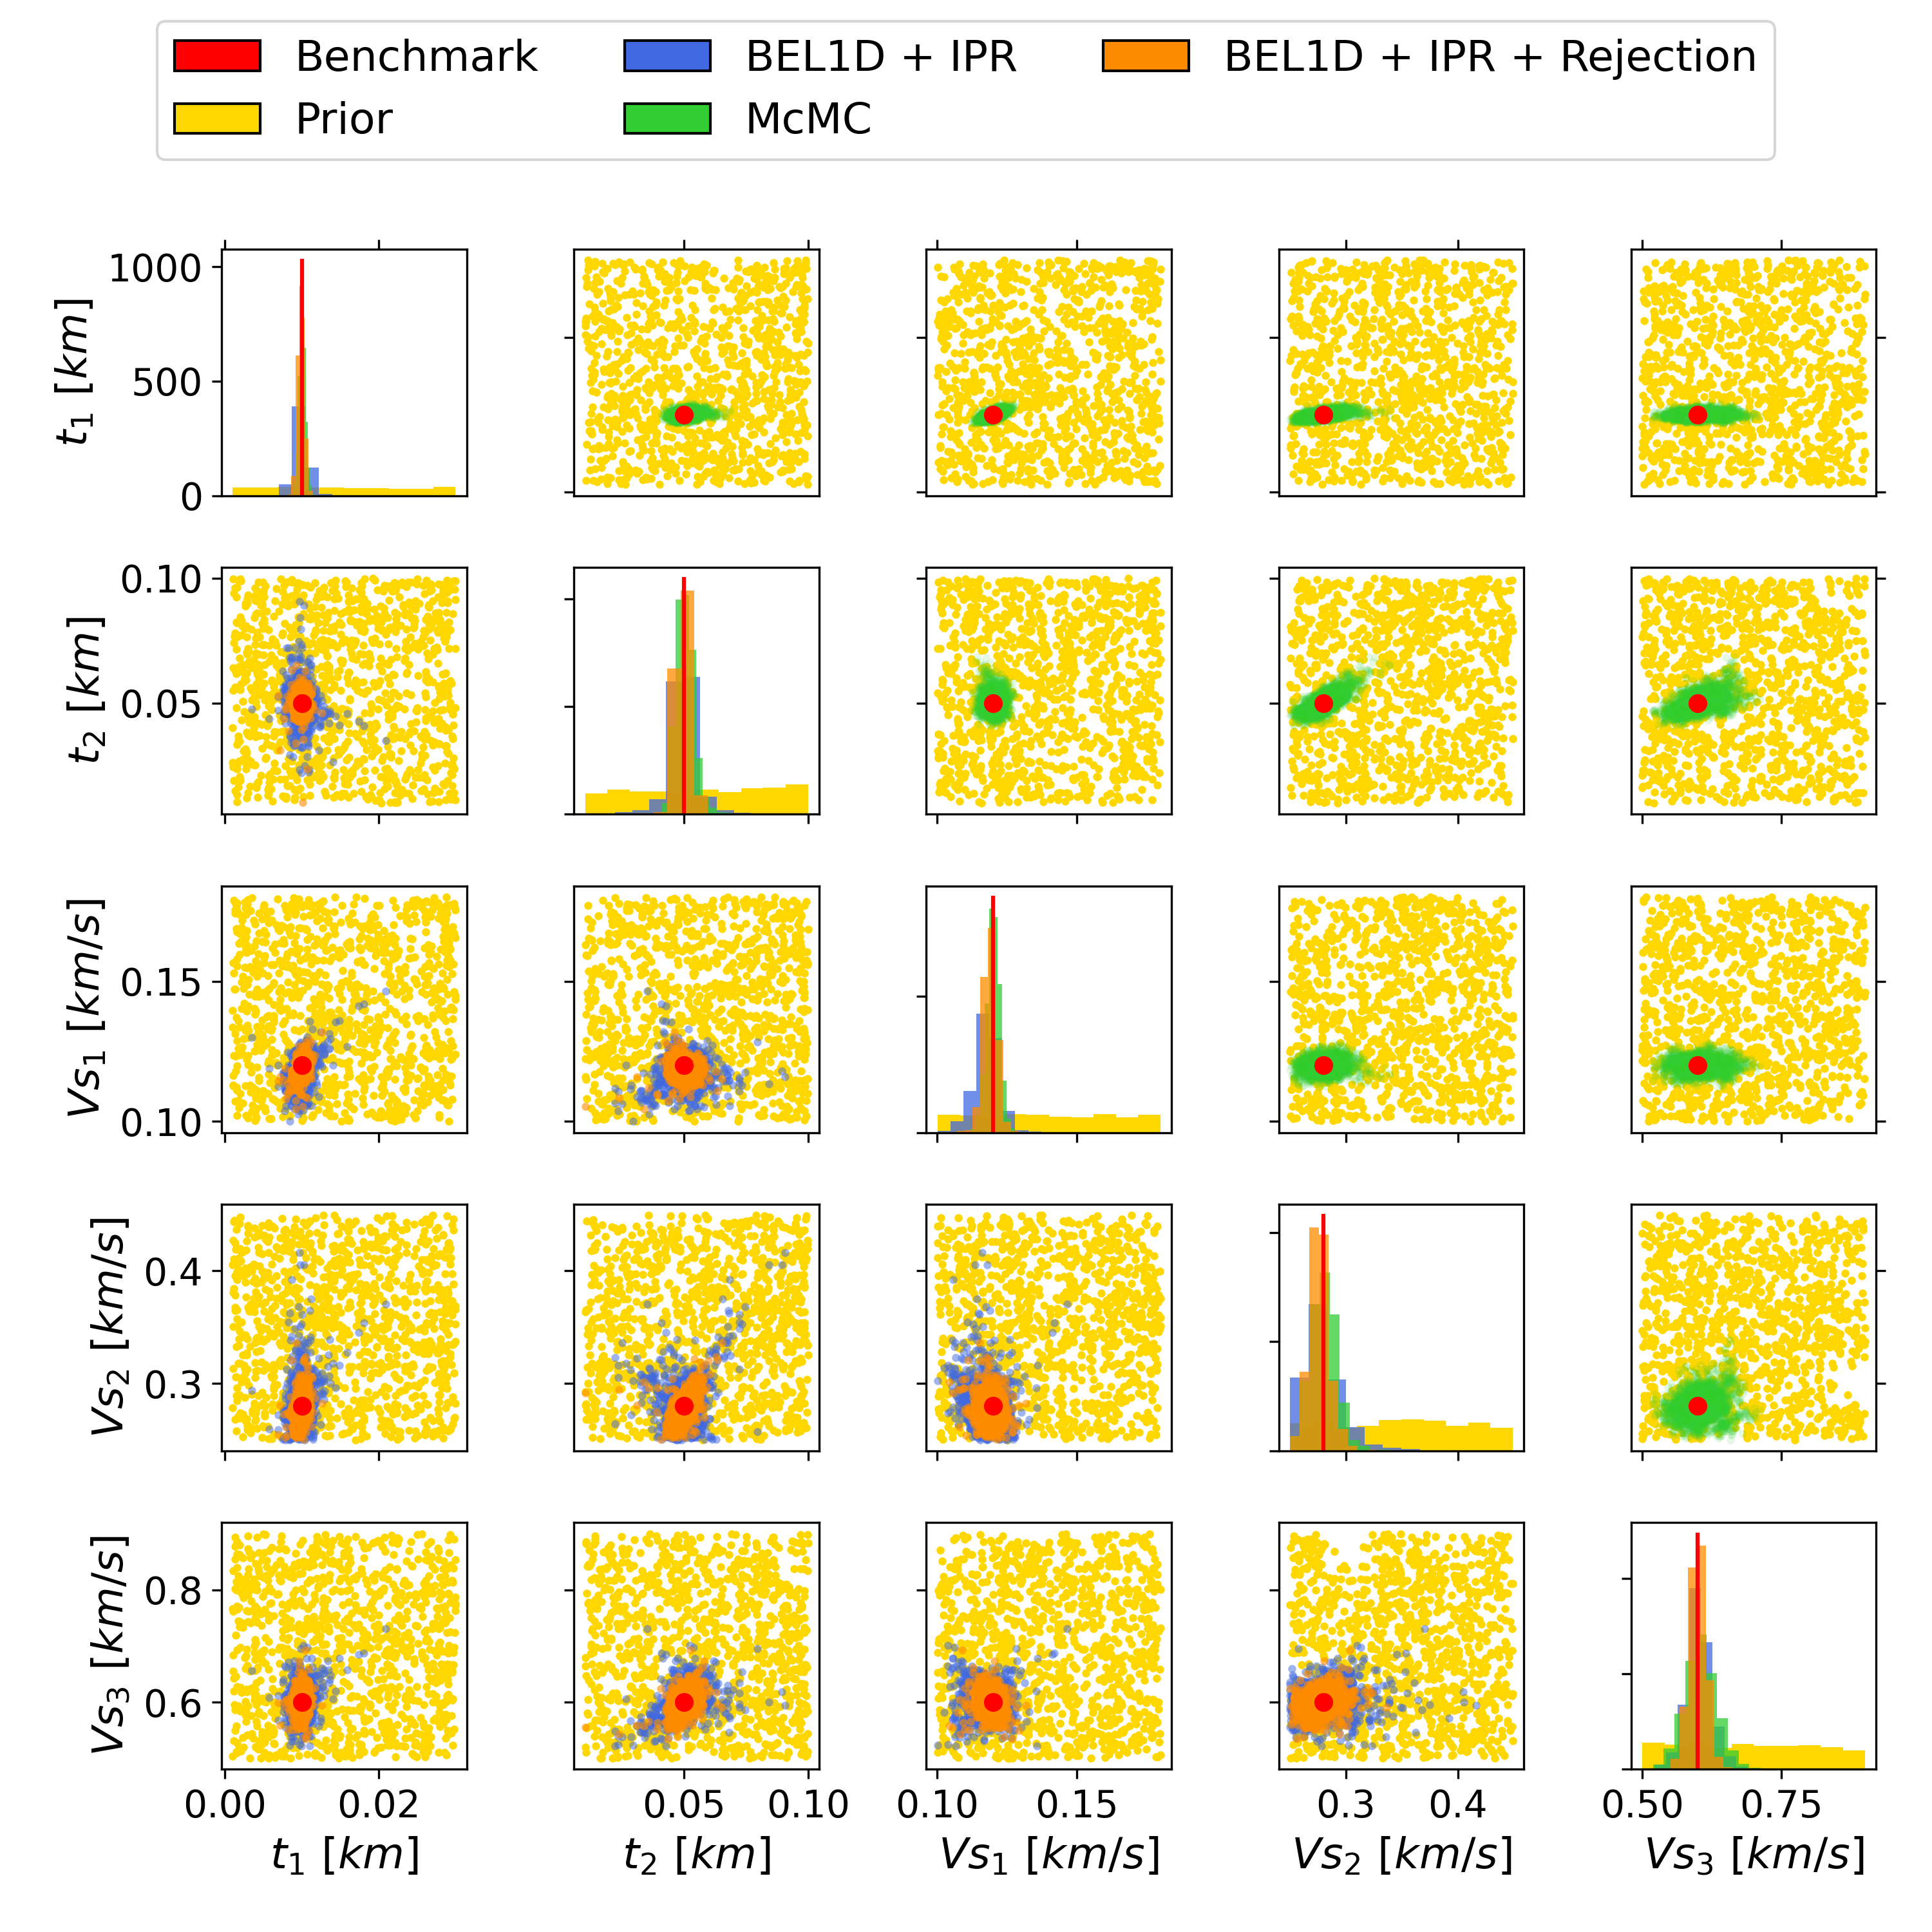 Benchmark BEL1D + IPR BEL1D + IPR + Rejection
Prior McMC
1000
500
0
t₁ [km]
0.10
0.05
t₂ [km]
0.15
0.10
Vs₁ [km/s]
0.4
0.3
Vs₂ [km/s]
0.8
0.6
Vs₃ [km/s]
0.00 0.02 0.05 0.10 0.10 0.15 0.3 0.4 0.50 0.75
t₁ [km] t₂ [km] Vs₁ [km/s] Vs₂ [km/s] Vs₃ [km/s]